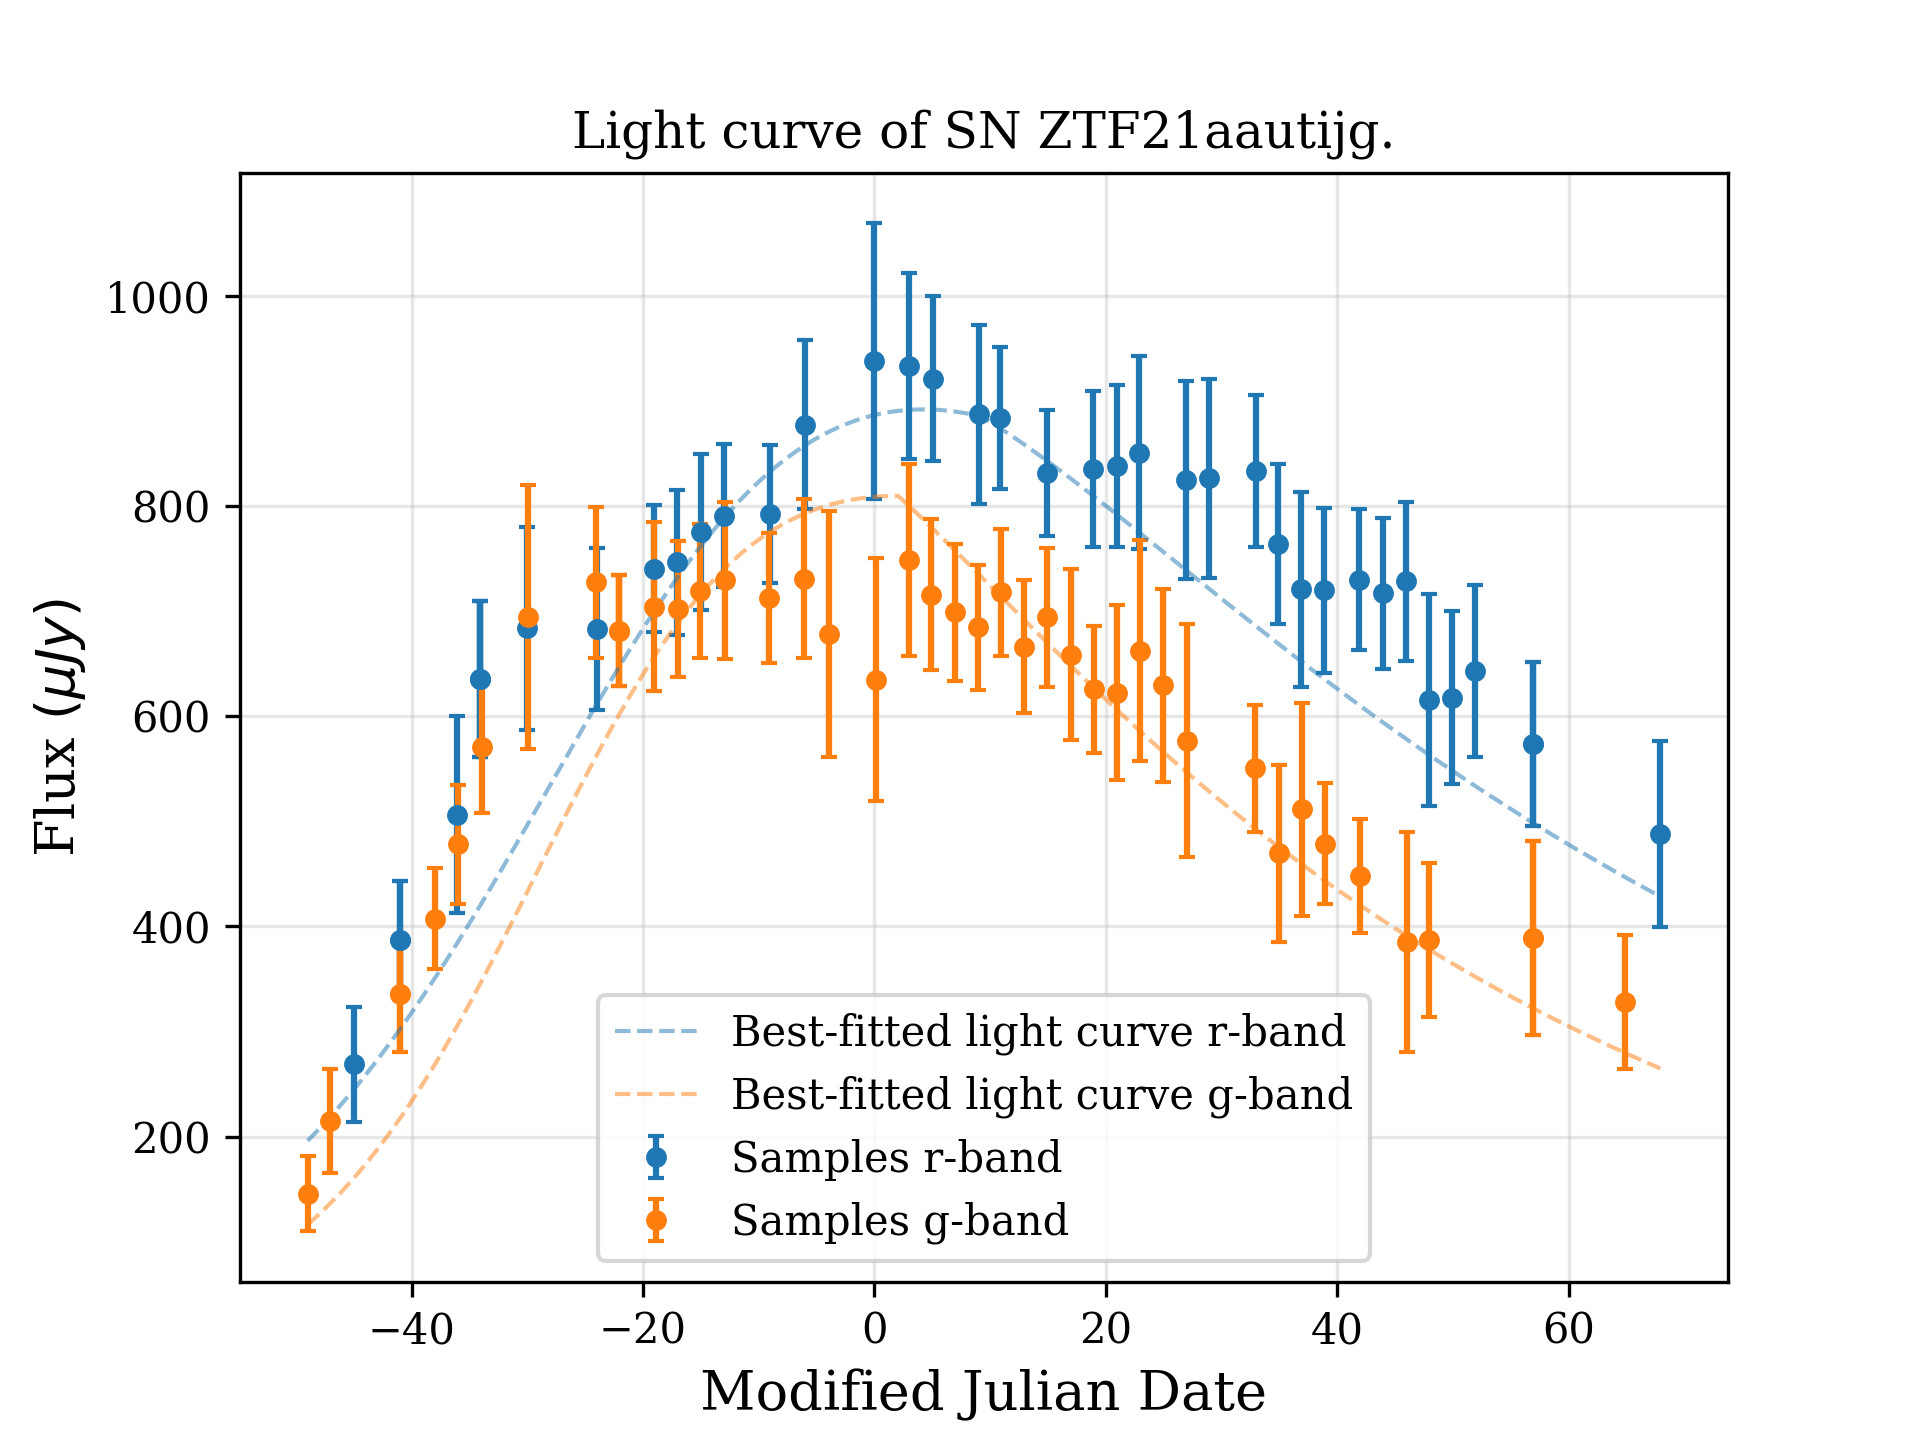 Light curve of SN ZTF21aautijg.
Flux (μJy)
1000
800
600
400
200
−40
−20
0
20
40
60
Modified Julian Date
Best-fitted light curve r-band
Best-fitted light curve g-band
Samples r-band
Samples g-band